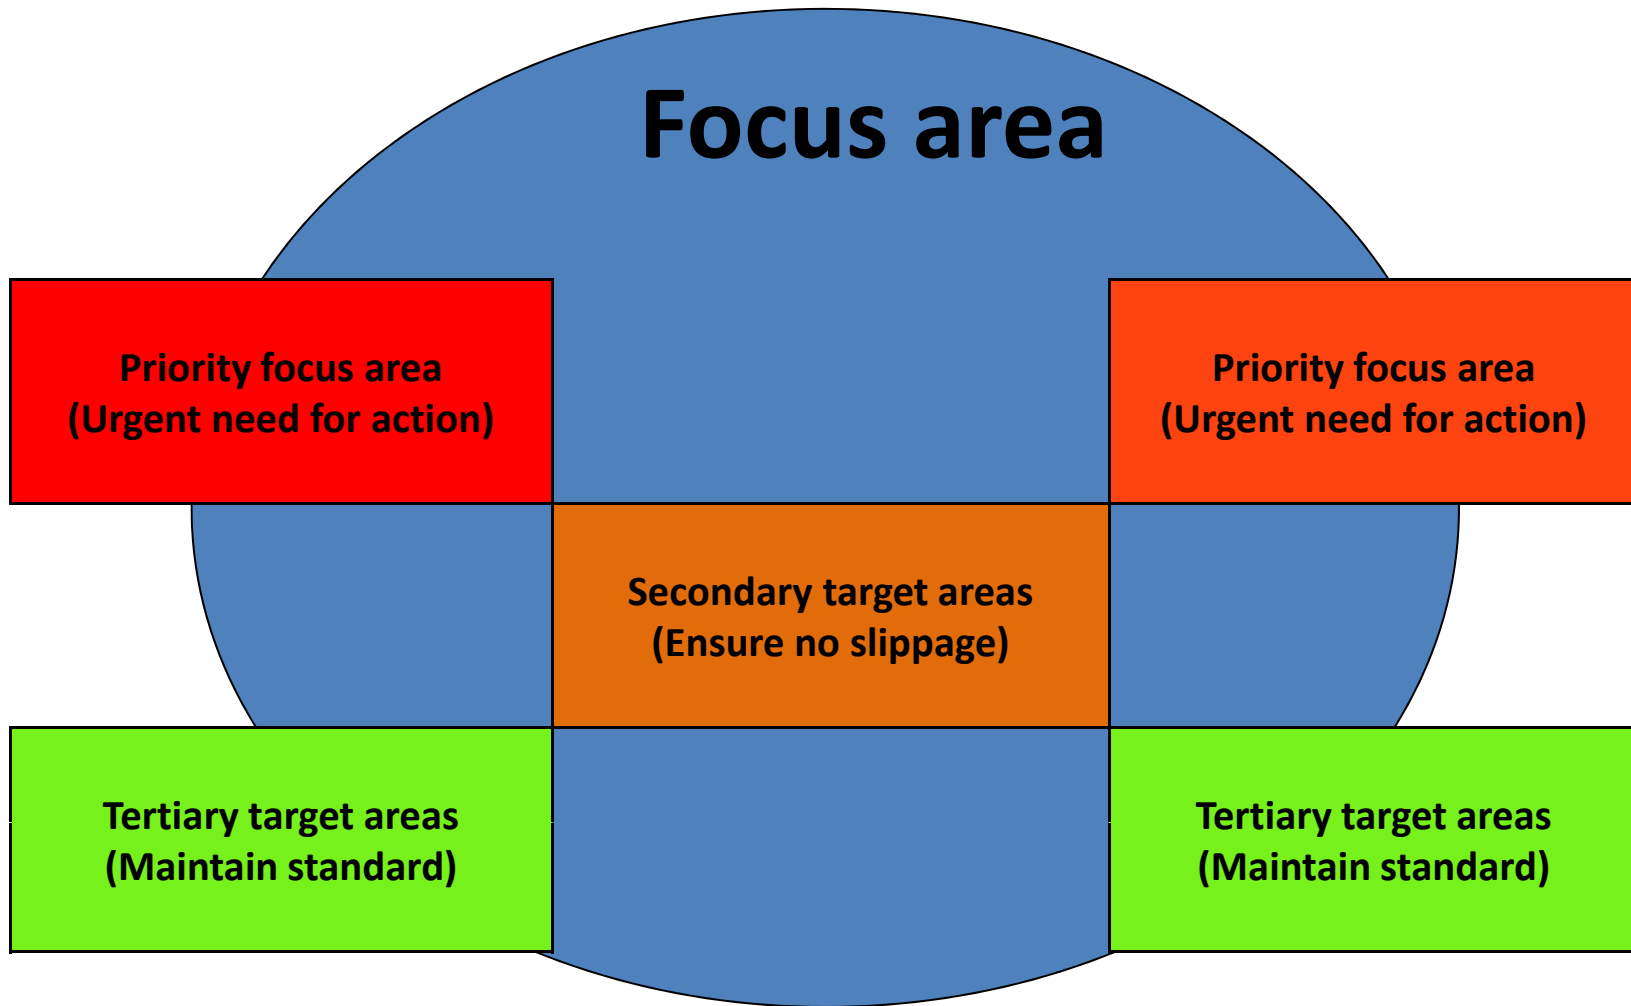 Focus area
Priority focus area
(Urgent need for action)
Priority focus area
(Urgent need for action)
Secondary target areas
(Ensure no slippage)
Tertiary target areas
(Maintain standard)
Tertiary target areas
(Maintain standard)